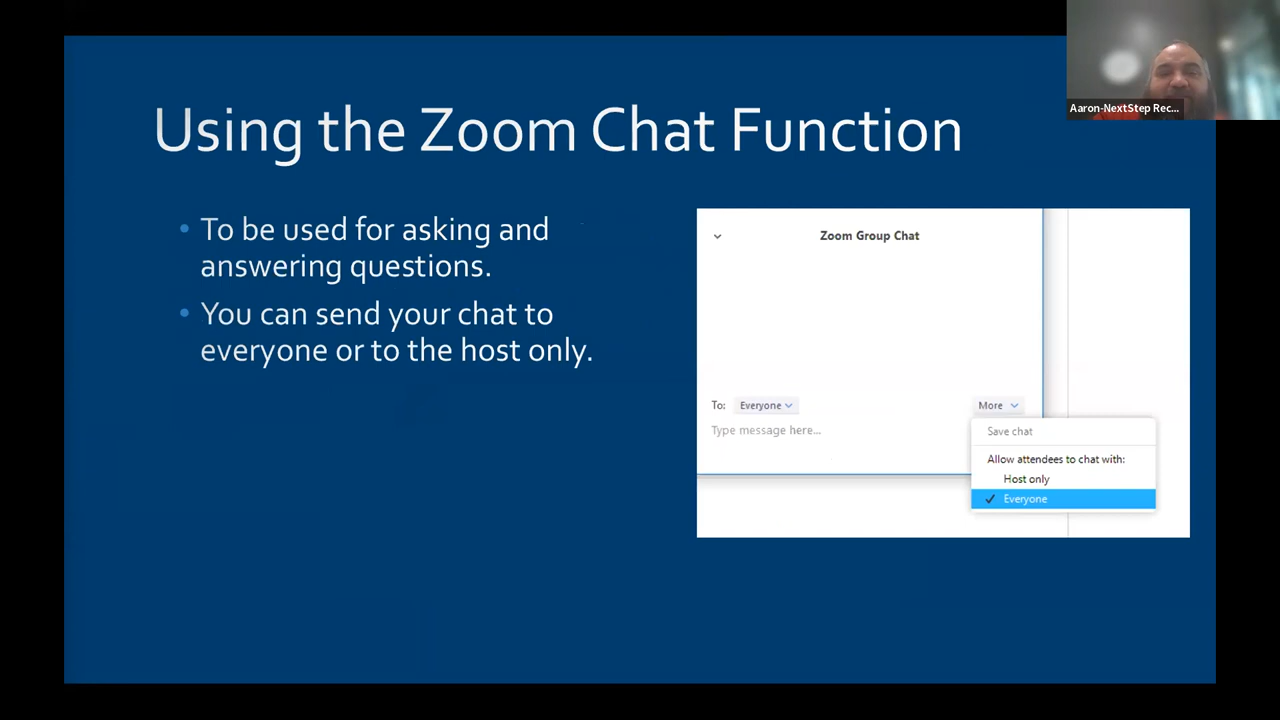 Using the Zoom Chat Function
Aaron-NextStep Rec...
• To be used for asking and
answering questions.
• You can send your chat to
everyone or to the host only.
Zoom Group Chat
To: Everyone
More
Type message here...
Save chat
Allow attendees to chat with:
Host only
✓ Everyone